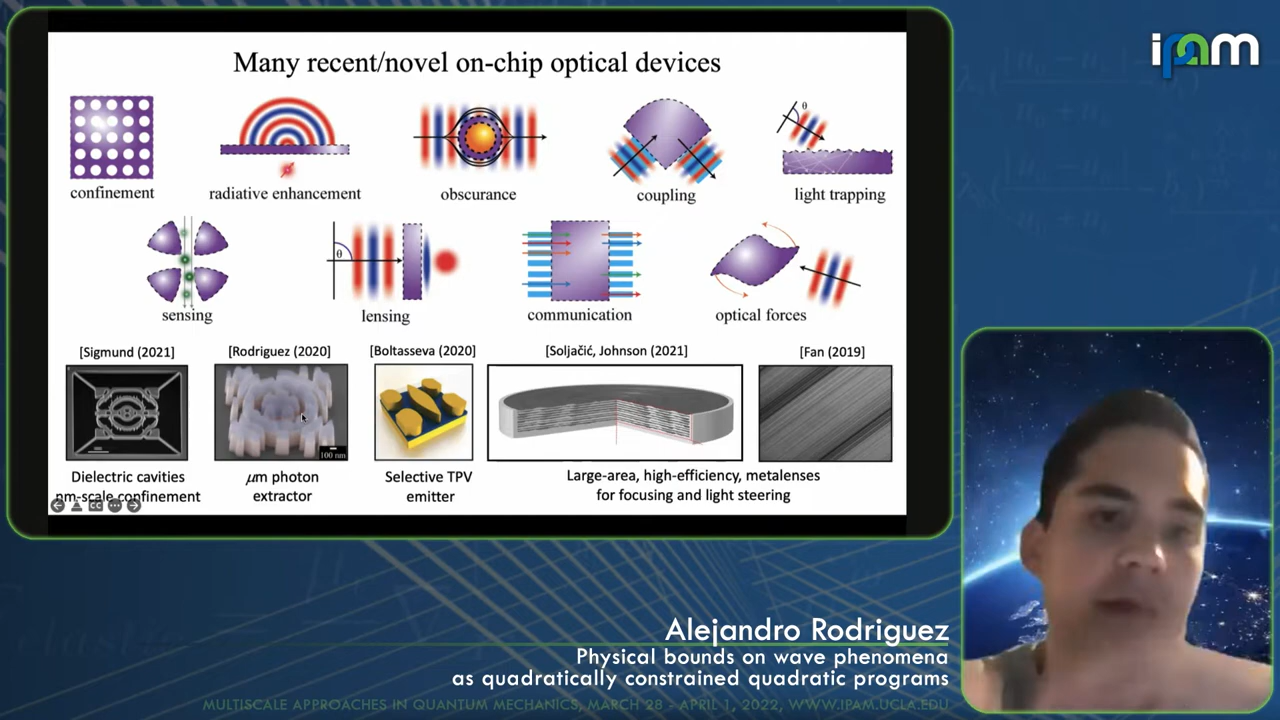 Many recent/novel on-chip optical devices
ipam
confinement
radiative enhancement
obscurance
coupling
θ
light trapping
sensing
θ
lensing
communication
optical forces
[Sigmund (2021]
[Rodriguez (2020]
[Boltasseva (2020]
[Soljačić, Johnson (2021]
[Fan (2019]
100 nm
Dielectric cavities
nm-scale confinement
μm photon
extractor
Selective TPV
emitter
Large-area, high-efficiency, metalenses
for focusing and light steering
Alejandro Rodriguez
Physical bounds on wave phenomena
as quadratically constrained quadratic programs
MULTISCALE APPROACHES IN QUANTUM MECHANICS, MARCH 28 - APRIL 1, 2022, WWW.IPAM.UCLA.EDU